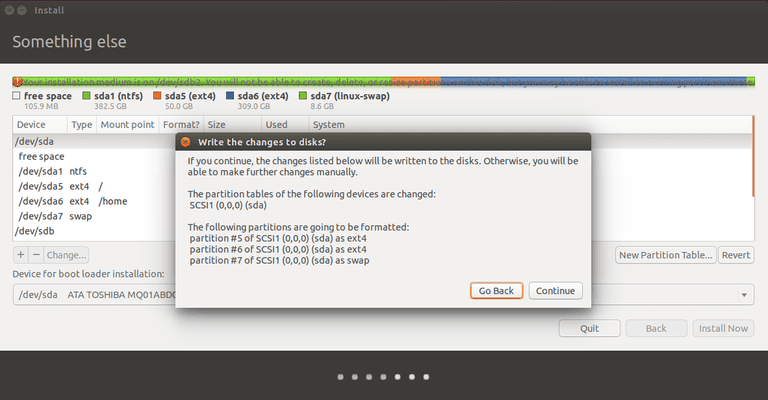 Install
Something else
Your installation medium is on /dev/sdb2. You will not be able to create, delete, or resize partition
free space sda1 (ntfs) sda5 (ext4) sda6 (ext4) sda7 (linux-swap)
105.9 MB 382.5 GB 50.0 GB 309.0 GB 8.6 GB
Device Type Mount point Format? Size Used System
/dev/sda
free space
/dev/sda1 ntfs
/dev/sda5 ext4 /
/dev/sda6 ext4 /home
/dev/sda7 swap
/dev/sdb
Write the changes to disks?
If you continue, the changes listed below will be written to the disks. Otherwise, you will be
able to make further changes manually.
The partition tables of the following devices are changed:
SCSI1 (0,0,0) (sda)
The following partitions are going to be formatted:
partition #5 of SCSI1 (0,0,0) (sda) as ext4
partition #6 of SCSI1 (0,0,0) (sda) as ext4
partition #7 of SCSI1 (0,0,0) (sda) as swap
Go Back Continue
+ − Change... New Partition Table... Revert
Device for boot loader installation:
/dev/sda ATA TOSHIBA MQ01ABD
Quit Back Install Now